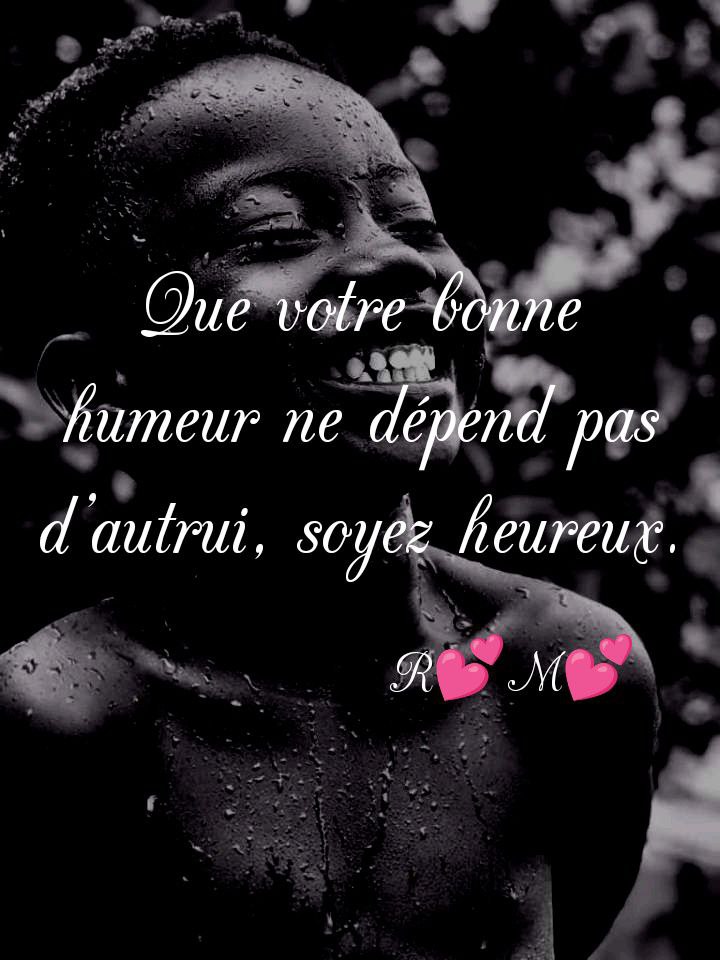 Que votre bonne
humeur ne dépend pas
d'autrui, soyez heureux.
R💕 M💕